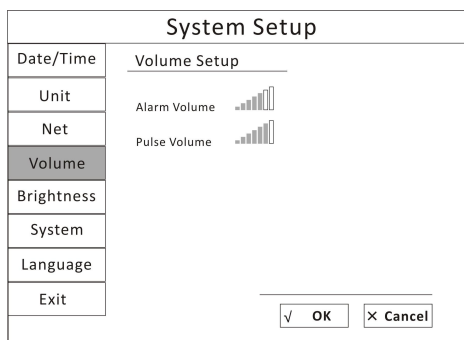 System Setup
Date/Time
Unit
Net
Volume
Brightness
System
Language
Exit
Volume Setup
Alarm Volume
Pulse Volume
√ OK
× Cancel